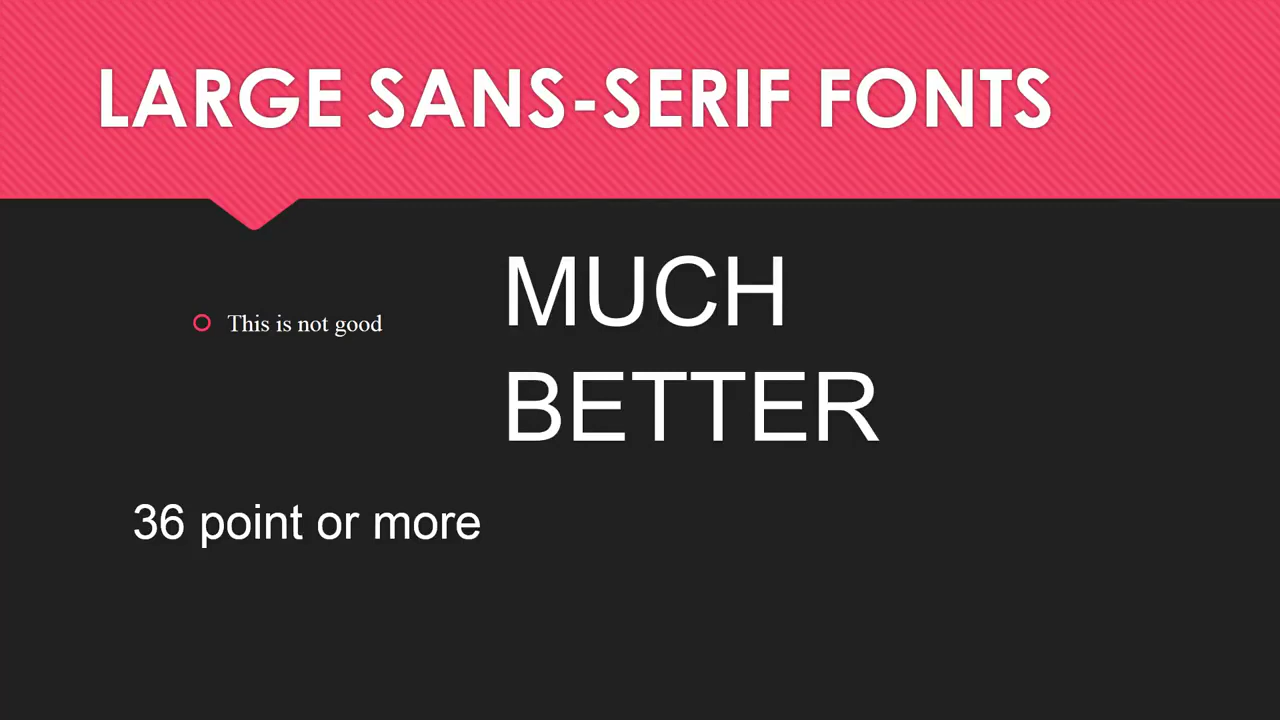 LARGE SANS-SERIF FONTS
This is not good
MUCH
BETTER
36 point or more